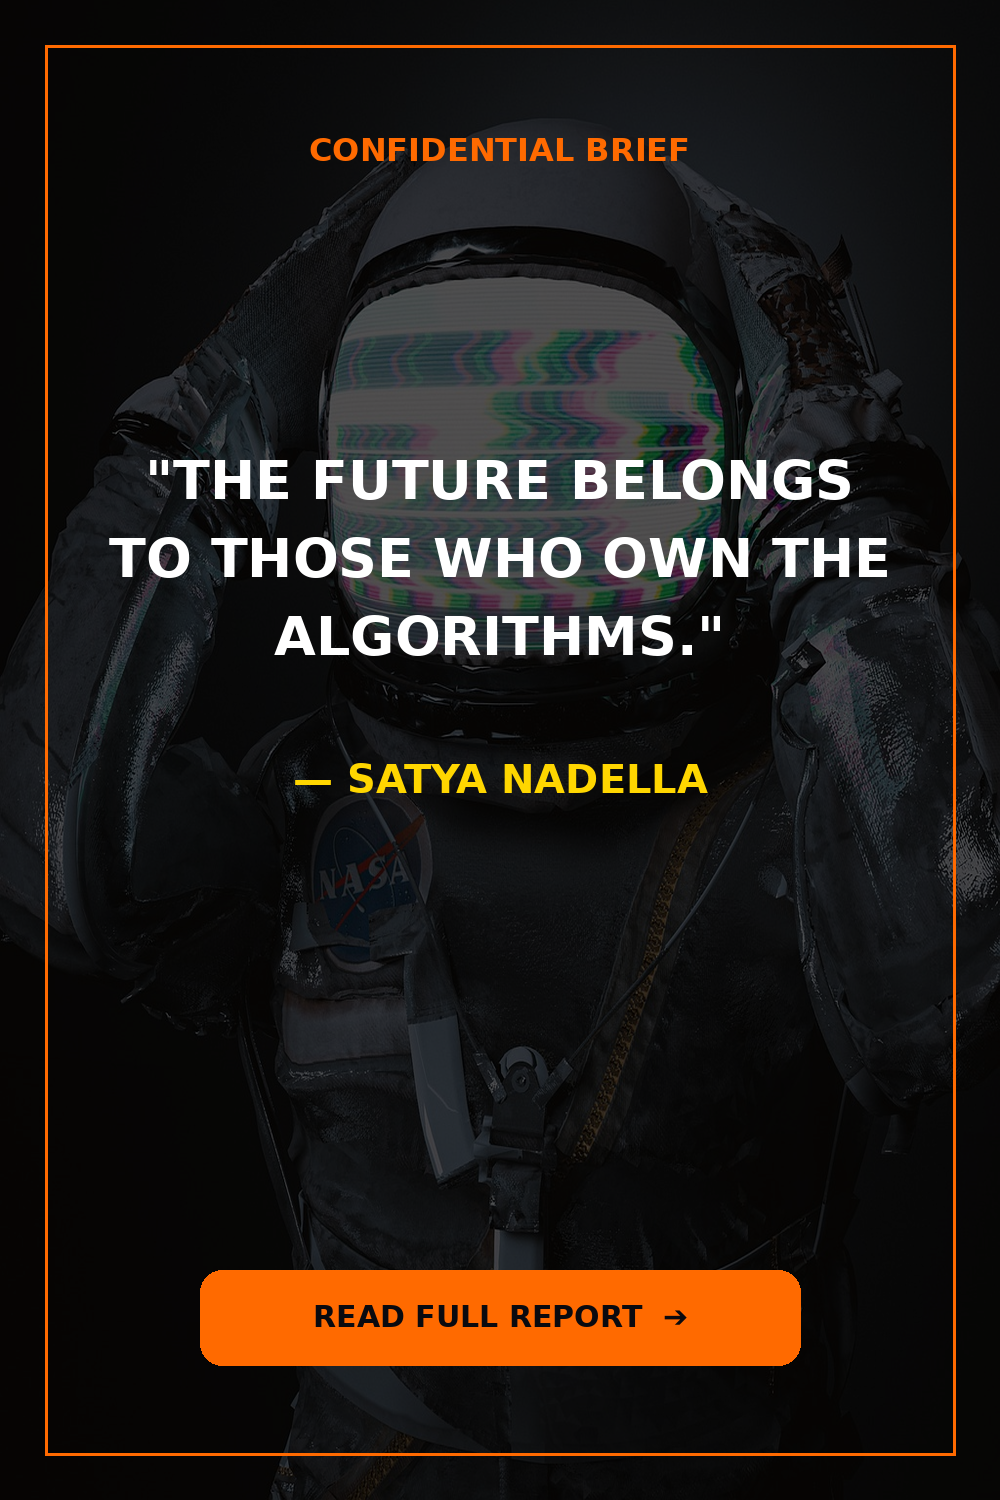 CONFIDENTIAL BRIEF
"THE FUTURE BELONGS
TO THOSE WHO OWN THE
ALGORITHMS."
— SATYA NADELLA
NASA
READ FULL REPORT ➔